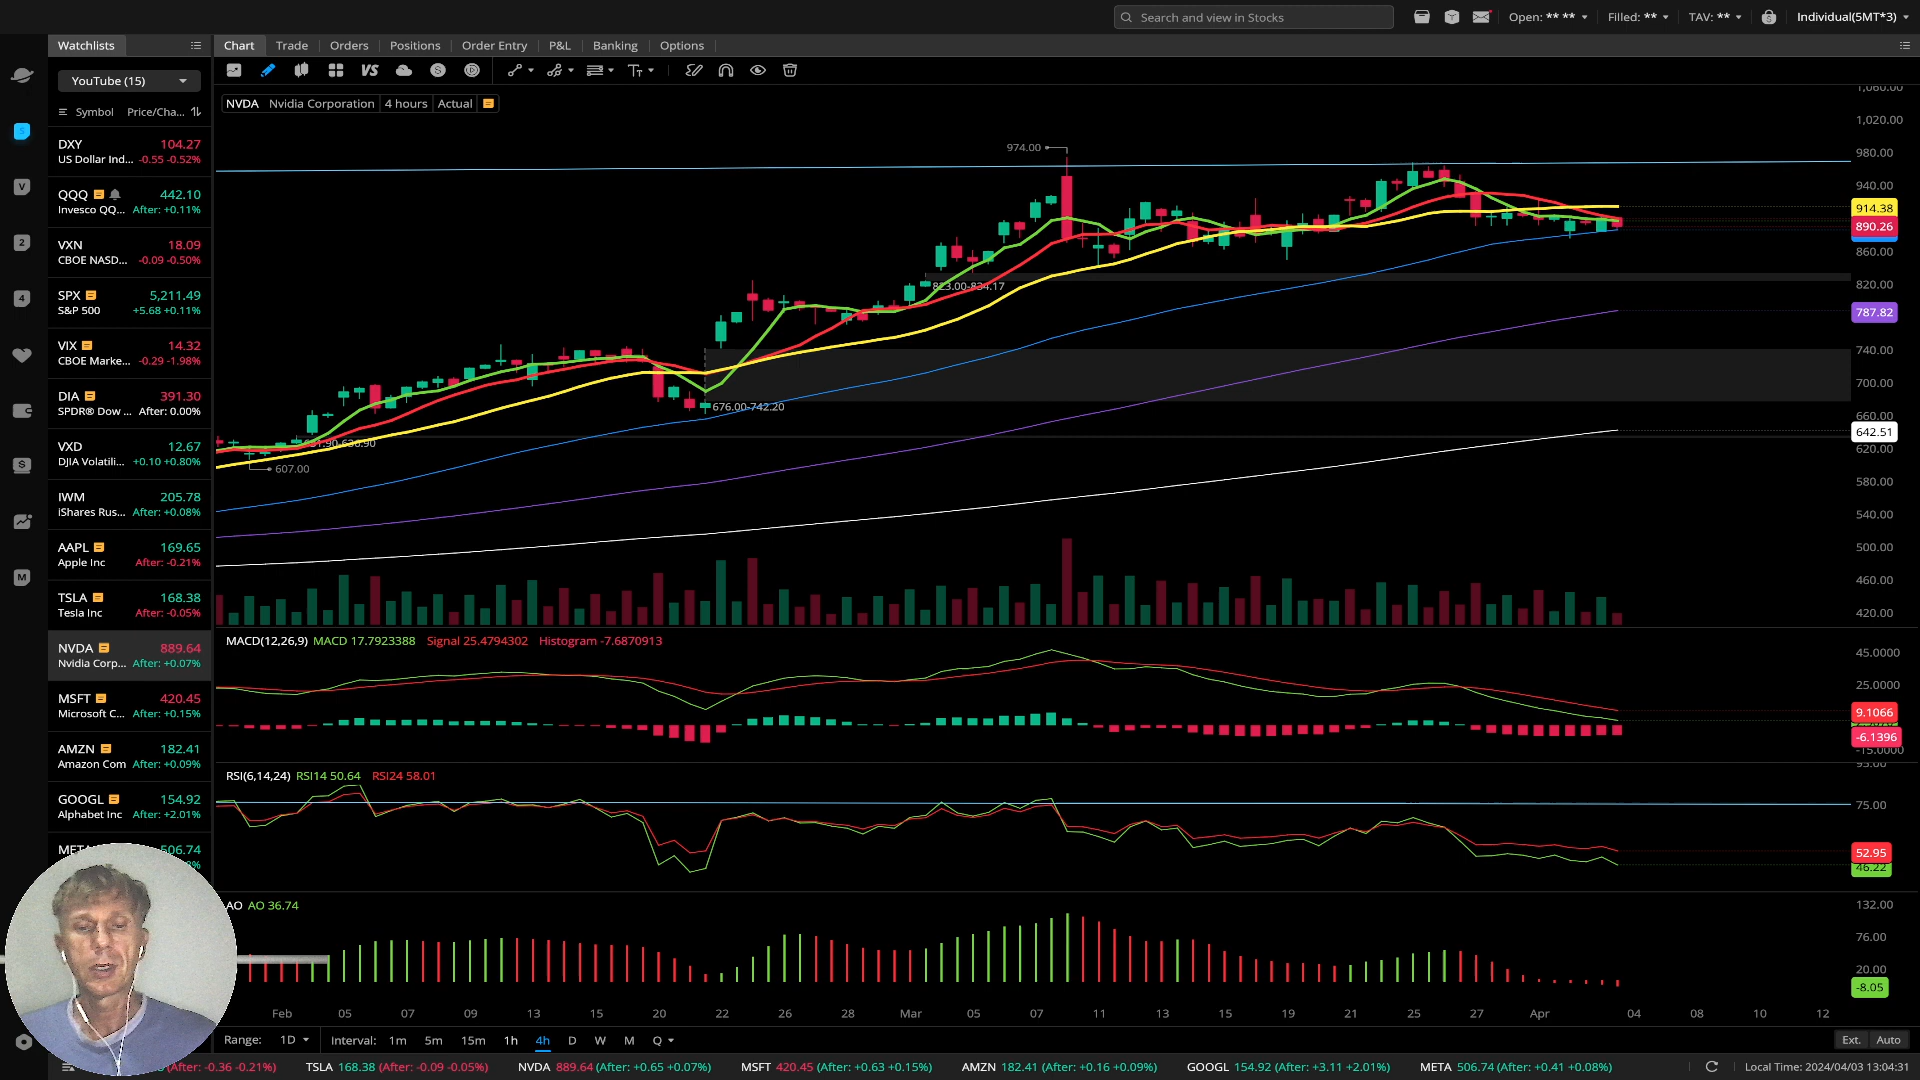 Search and view in Stocks
Open: ** **
Filled: **
TAV: **
Individual(5MT*3)
Watchlists
Chart
Trade
Orders
Positions
Order Entry
P&L
Banking
Options
YouTube (15)
VS
Symbol Price/Cha...
NVDA Nvidia Corporation 4 hours Actual
DXY 104.27
US Dollar Ind... -0.55 -0.52%
QQQ 442.10
Invesco QQ... After: +0.11%
VXN 18.09
CBOE NASD... -0.09 -0.50%
SPX 5,211.49
S&P 500 +5.68 +0.11%
VIX 14.32
CBOE Marke... -0.29 -1.98%
DIA 391.30
SPDR® Dow ... After: 0.00%
VXD 12.67
DJIA Volatili... +0.10 +0.80%
IWM 205.78
iShares Rus... After: +0.08%
AAPL 169.65
Apple Inc After: -0.21%
TSLA 168.38
Tesla Inc After: -0.05%
NVDA 889.64
Nvidia Corp... After: +0.07%
MSFT 420.45
Microsoft C... After: +0.15%
AMZN 182.41
Amazon Com After: +0.09%
GOOGL 154.92
Alphabet Inc After: +2.01%
META 506.74
974.00
823.00-834.17
676.00-742.20
607.00
1,060.00
1,020.00
980.00
940.00
914.38
890.26
860.00
820.00
787.82
740.00
700.00
660.00
642.51
620.00
580.00
540.00
500.00
460.00
420.00
MACD(12,26,9) MACD 17.7923388 Signal 25.4794302 Histogram -7.6870913
45.0000
25.0000
9.1066
-6.1396
-15.0000
RSI(6,14,24) RSI14 50.64 RSI24 58.01
95.00
75.00
52.95
46.22
AO AO 36.74
132.00
76.00
20.00
-8.05
Feb 05 07 09 13 15 20 22 26 28 Mar 05 07 11 13 15 19 21 25 27 Apr 04 08 10 12
Range: 1D Interval: 1m 5m 15m 1h 4h D W M Q
Ext. Auto
(After: -0.36 -0.21%) TSLA 168.38 (After: -0.09 -0.05%) NVDA 889.64 (After: +0.65 +0.07%) MSFT 420.45 (After: +0.63 +0.15%) AMZN 182.41 (After: +0.16 +0.09%) GOOGL 154.92 (After: +3.11 +2.01%) META 506.74 (After: +0.41 +0.08%)
Local Time: 2024/04/03 13:04:31